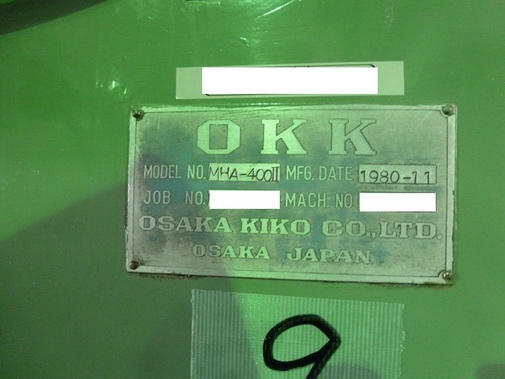 OKK
MODEL NO. MHA-400II MFG. DATE 1980-11
JOB NO. MACH NO.
OSAKA KIKO CO., LTD.
OSAKA JAPAN
9